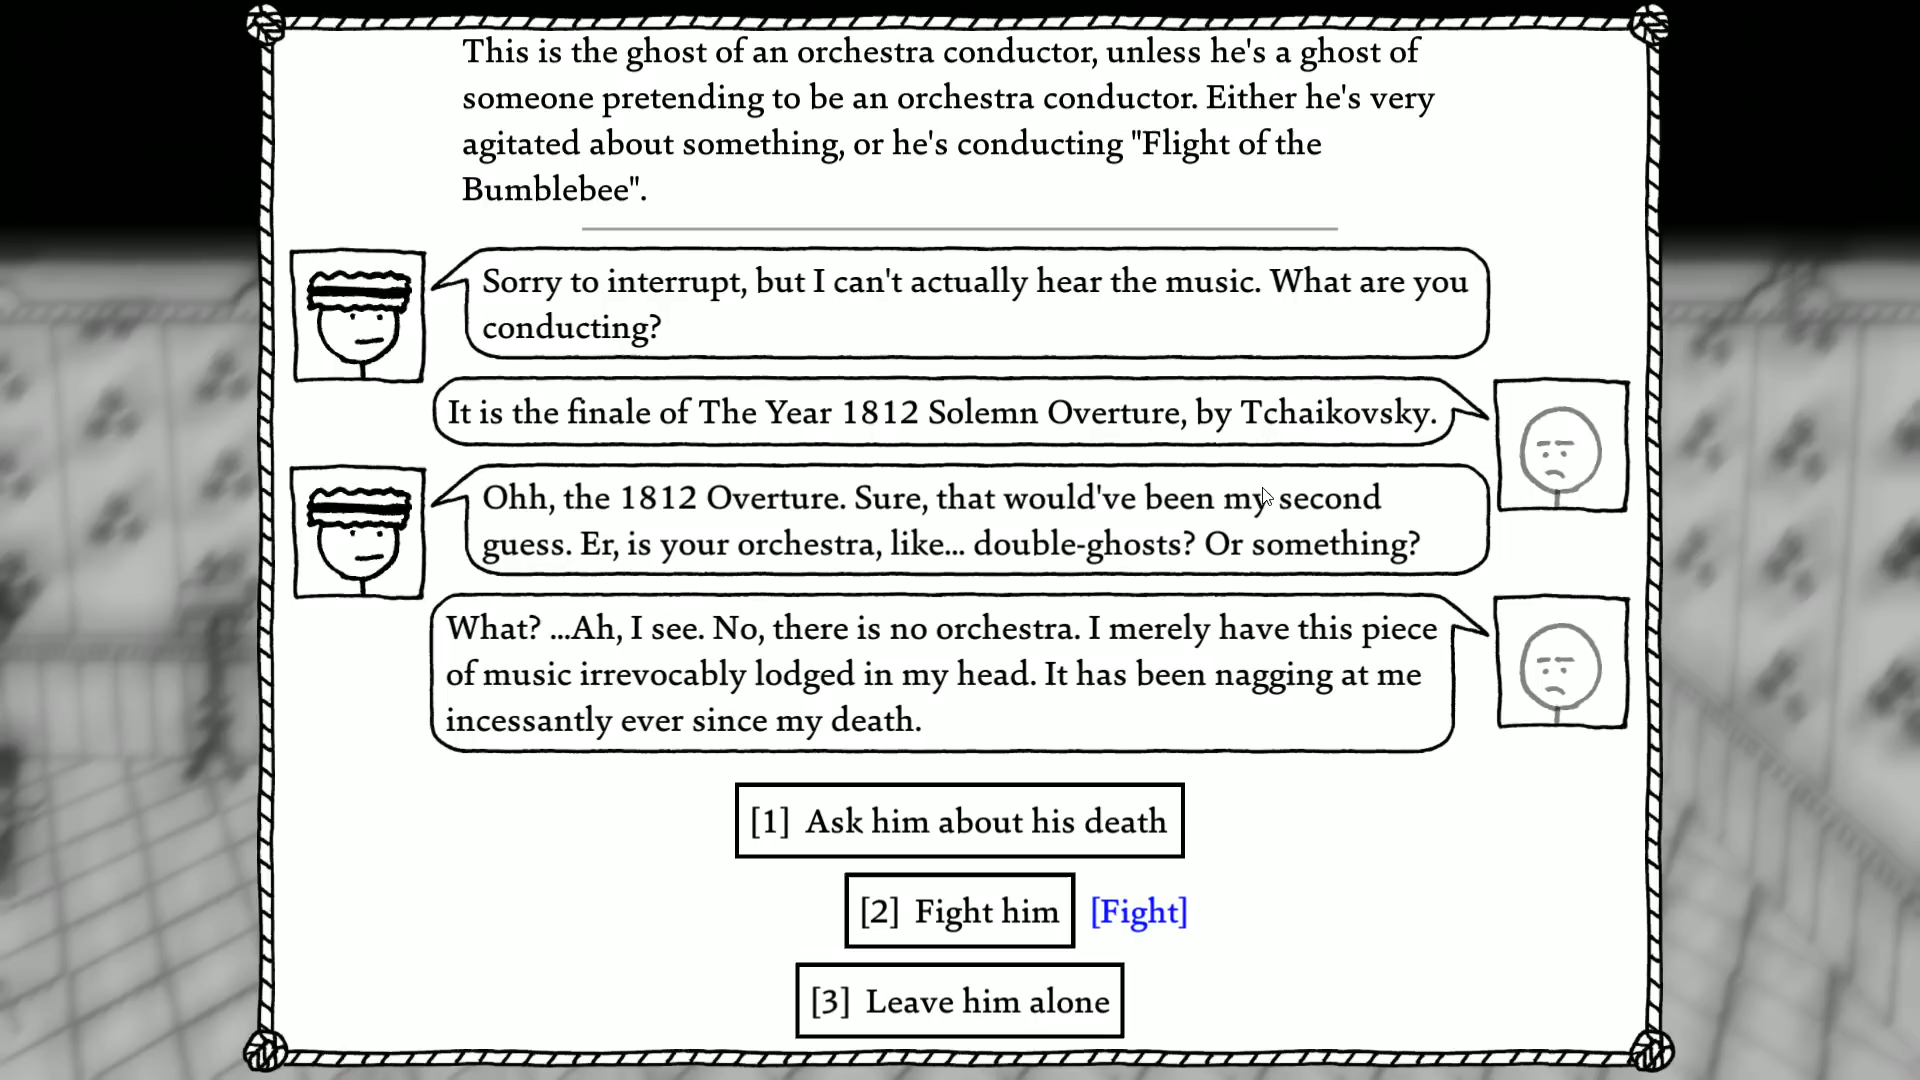 This is the ghost of an orchestra conductor, unless he's a ghost of
someone pretending to be an orchestra conductor. Either he's very
agitated about something, or he's conducting "Flight of the
Bumblebee".
Sorry to interrupt, but I can't actually hear the music. What are you
conducting?
It is the finale of The Year 1812 Solemn Overture, by Tchaikovsky.
Ohh, the 1812 Overture. Sure, that would've been my second
guess. Er, is your orchestra, like... double-ghosts? Or something?
What? ...Ah, I see. No, there is no orchestra. I merely have this piece
of music irrevocably lodged in my head. It has been nagging at me
incessantly ever since my death.
[1] Ask him about his death
[2] Fight him [Fight]
[3] Leave him alone